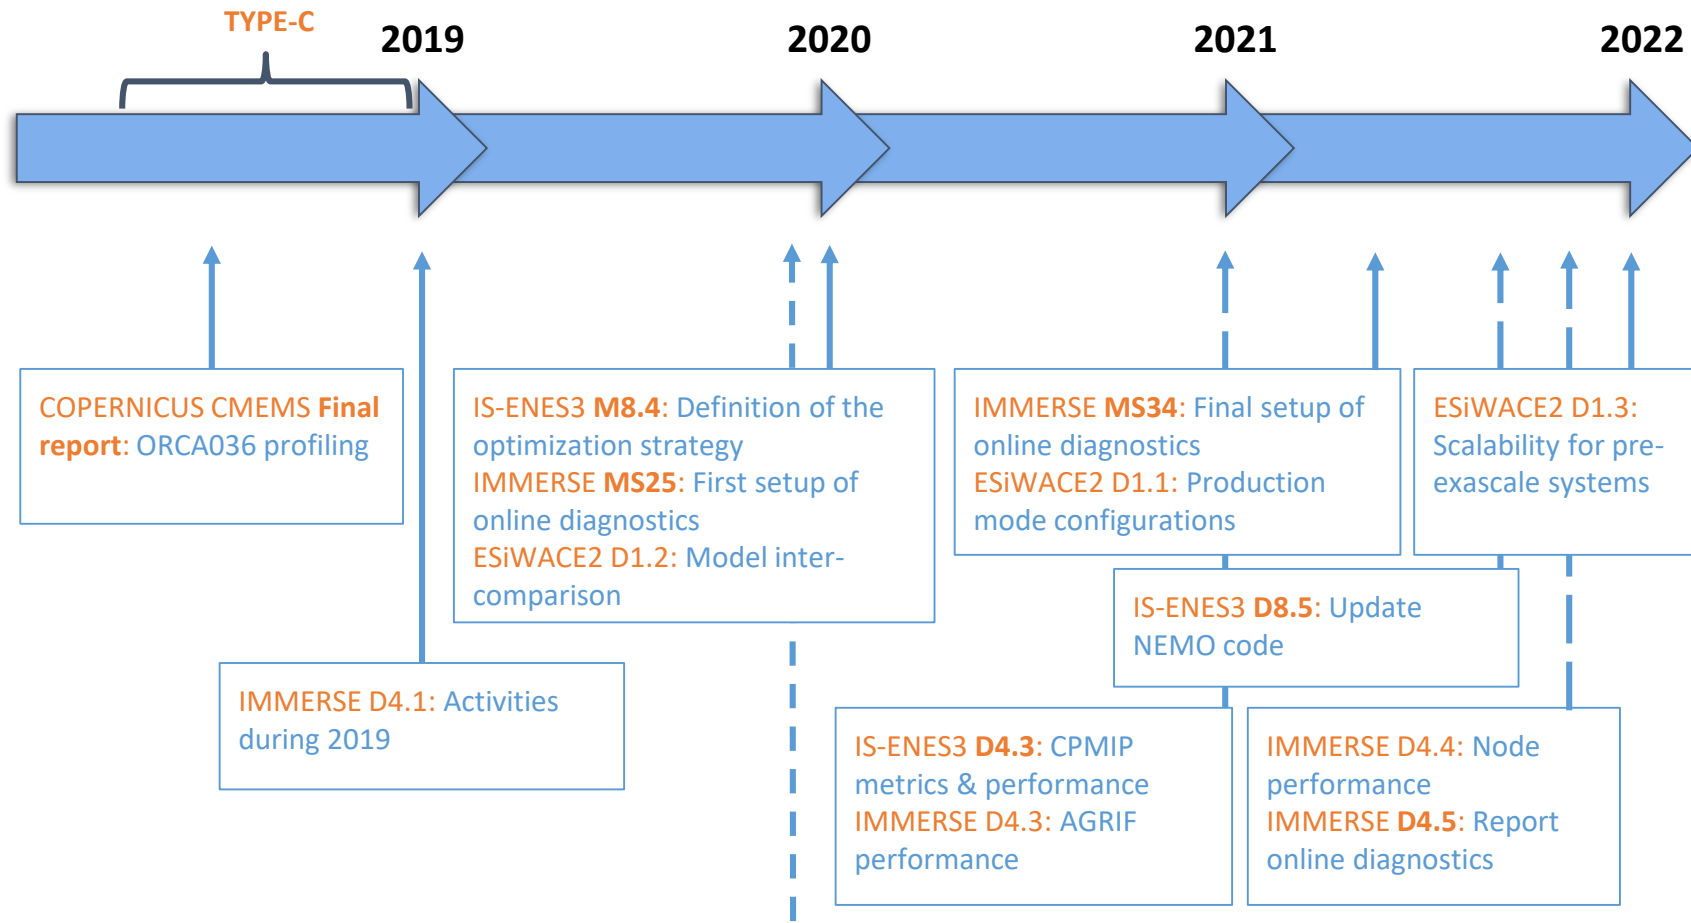 TYPE-C
2019
2020
2021
2022
COPERNICUS CMEMS Final
report: ORCA036 profiling
IS-ENES3 M8.4: Definition of the
optimization strategy
IMMERSE MS25: First setup of
online diagnostics
ESiWACE2 D1.2: Model inter-
comparison
IMMERSE MS34: Final setup of
online diagnostics
ESiWACE2 D1.1: Production
mode configurations
ESiWACE2 D1.3:
Scalability for pre-
exascale systems
IS-ENES3 D8.5: Update
NEMO code
IMMERSE D4.1: Activities
during 2019
IS-ENES3 D4.3: CPMIP
metrics & performance
IMMERSE D4.3: AGRIF
performance
IMMERSE D4.4: Node
performance
IMMERSE D4.5: Report
online diagnostics